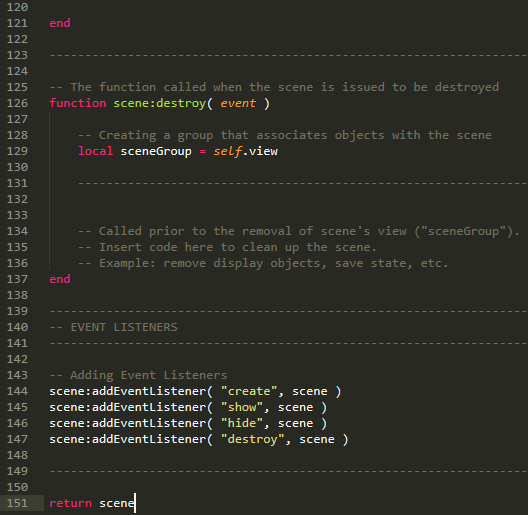 120
121 end
122
123 -----------------------------------------------------------------
124
125 -- The function called when the scene is issued to be destroyed
126 function scene:destroy( event )
127
128     -- Creating a group that associates objects with the scene
129     local sceneGroup = self.view
130
131     -------------------------------------------------------------
132
133
134     -- Called prior to the removal of scene's view ("sceneGroup").
135     -- Insert code here to clean up the scene.
136     -- Example: remove display objects, save state, etc.
137 end
138
139 -----------------------------------------------------------------
140 -- EVENT LISTENERS
141 -----------------------------------------------------------------
142
143 -- Adding Event Listeners
144 scene:addEventListener( "create", scene )
145 scene:addEventListener( "show", scene )
146 scene:addEventListener( "hide", scene )
147 scene:addEventListener( "destroy", scene )
148
149 -----------------------------------------------------------------
150
151 return scene